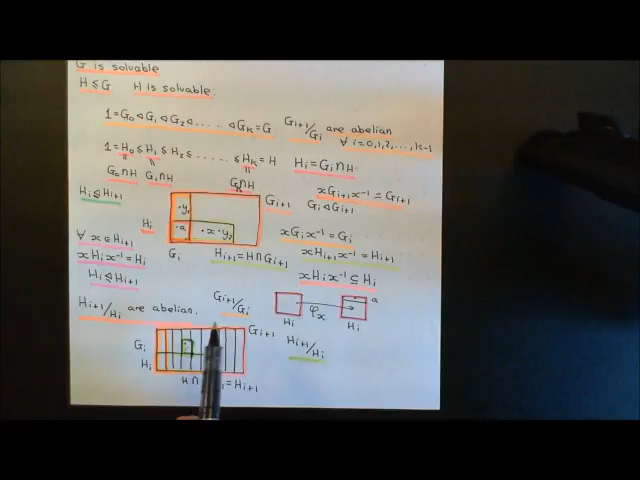 G is solvable
H ≤ G H is solvable.
1 = G₀ ◁ G₁ ◁ G₂ ◁ ..... ◁ Gₖ = G Gᵢ₊₁/Gᵢ are abelian
∀ i = 0,1,2,...,k-1
1 = H₀ ≤ H₁ ≤ H₂ ≤ ...... ≤ Hₖ = H Hᵢ = Gᵢ ∩ H
G₀∩H G₁∩H Gₖ∩H
xGᵢ₊₁x⁻¹ = Gᵢ₊₁
Gᵢ ◁ Gᵢ₊₁
Hᵢ ⊴ Hᵢ₊₁
·y₁ Gᵢ₊₁
Hᵢ ·a ·x ·y₂
xGᵢx⁻¹ = Gᵢ
∀ x ∈ Hᵢ₊₁
Gᵢ Hᵢ₊₁ = H∩Gᵢ₊₁ xHᵢ₊₁x⁻¹ = Hᵢ₊₁
xHᵢx⁻¹ = Hᵢ
xHᵢx⁻¹ ⊆ Hᵢ
Hᵢ ⊴ Hᵢ₊₁
Hᵢ₊₁/Hᵢ are abelian. Gᵢ₊₁/Gᵢ
φₓ a
Hᵢ Hᵢ
Gᵢ Gᵢ₊₁ Hᵢ₊₁/Hᵢ
Hᵢ
= Hᵢ₊₁